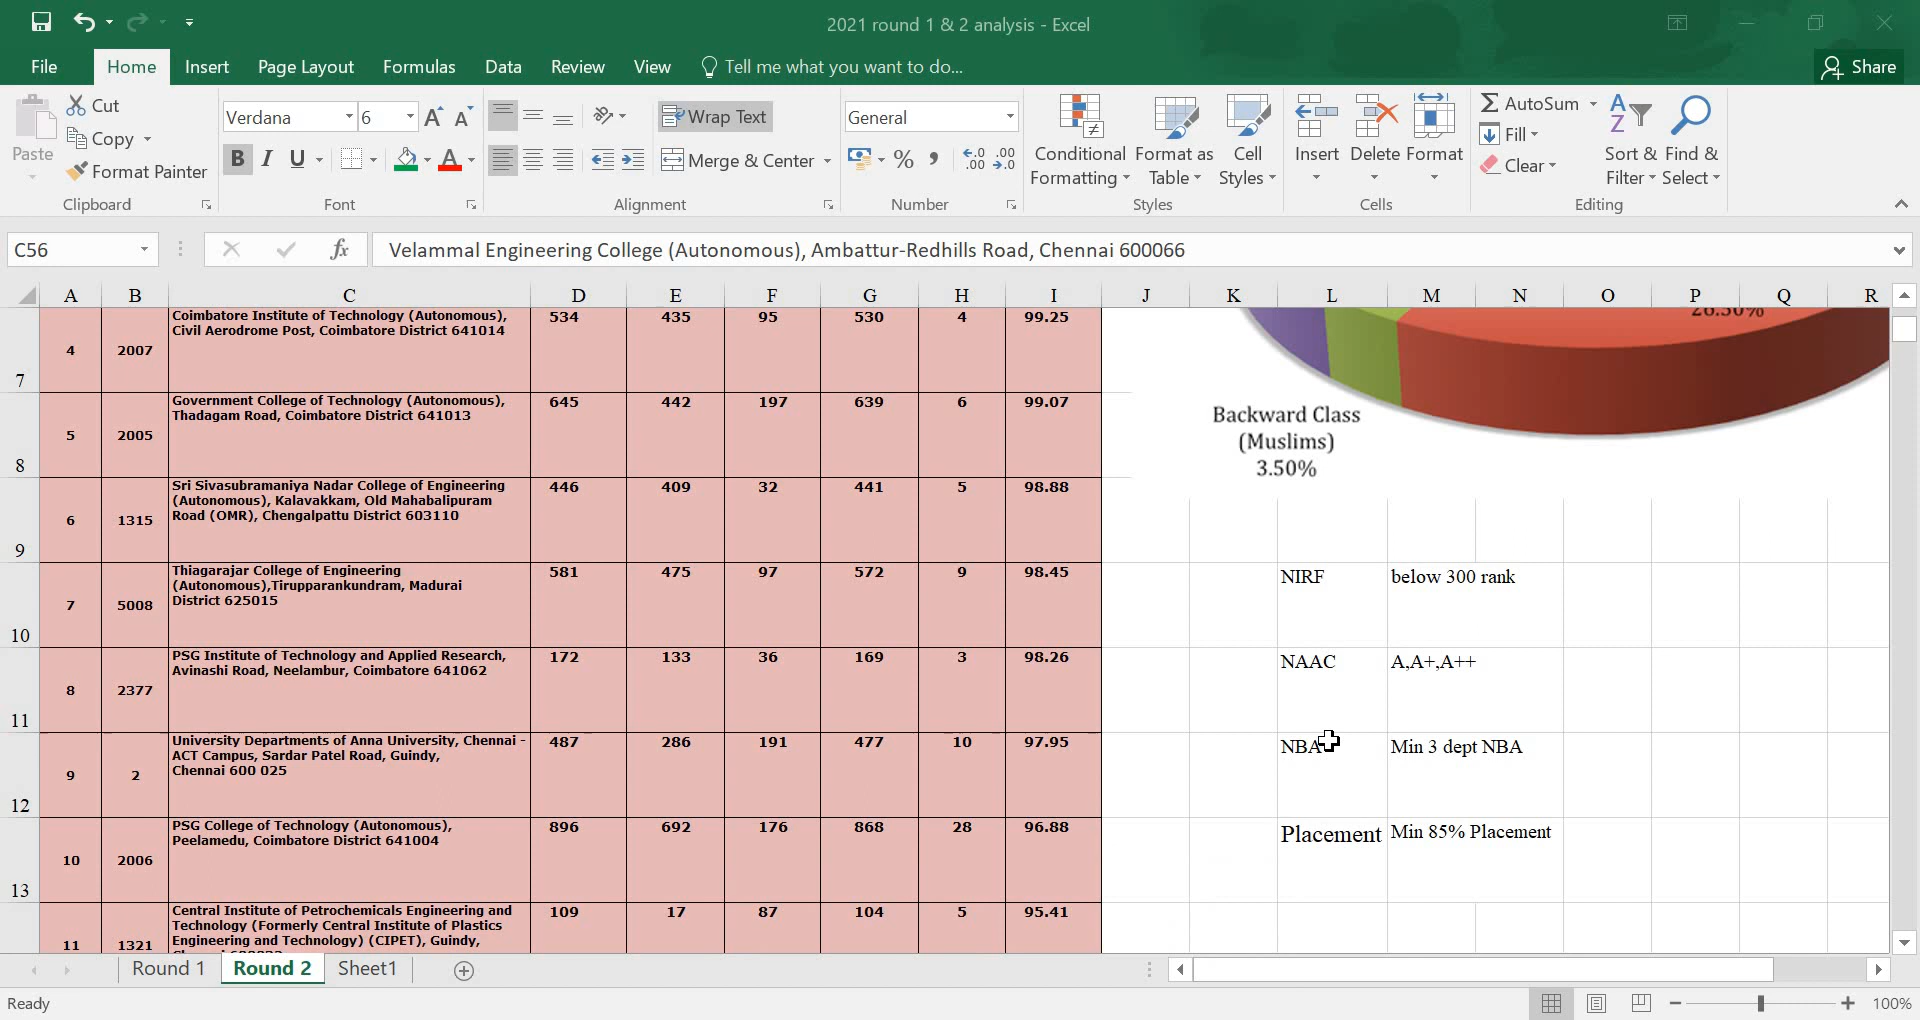 2021 round 1 & 2 analysis - Excel
File Home Insert Page Layout Formulas Data Review View Tell me what you want to do... Share
Paste
Cut
Copy
Format Painter
Clipboard
Verdana 6
B I U
Font
Wrap Text
Merge & Center
Alignment
General
Number
Conditional Formatting
Format as Table
Cell Styles
Styles
Insert Delete Format
Cells
AutoSum
Fill
Clear
Sort & Filter
Find & Select
Editing
C56 fx Velammal Engineering College (Autonomous), Ambattur-Redhills Road, Chennai 600066
A B C D E F G H I J K L M N O P Q R
7 4 2007 Coimbatore Institute of Technology (Autonomous), Civil Aerodrome Post, Coimbatore District 641014 534 435 95 530 4 99.25
8 5 2005 Government College of Technology (Autonomous), Thadagam Road, Coimbatore District 641013 645 442 197 639 6 99.07
9 6 1315 Sri Sivasubramaniya Nadar College of Engineering (Autonomous), Kalavakkam, Old Mahabalipuram Road (OMR), Chengalpattu District 603110 446 409 32 441 5 98.88
10 7 5008 Thiagarajar College of Engineering (Autonomous),Tirupparankundram, Madurai District 625015 581 475 97 572 9 98.45
11 8 2377 PSG Institute of Technology and Applied Research, Avinashi Road, Neelambur, Coimbatore 641062 172 133 36 169 3 98.26
12 9 2 University Departments of Anna University, Chennai - ACT Campus, Sardar Patel Road, Guindy, Chennai 600 025 487 286 191 477 10 97.95
13 10 2006 PSG College of Technology (Autonomous), Peelamedu, Coimbatore District 641004 896 692 176 868 28 96.88
11 1321 Central Institute of Petrochemicals Engineering and Technology (Formerly Central Institute of Plastics Engineering and Technology) (CIPET), Guindy, 109 17 87 104 5 95.41
26.50%
Backward Class
(Muslims)
3.50%
NIRF below 300 rank
NAAC A,A+,A++
NBA Min 3 dept NBA
Placement Min 85% Placement
Round 1 Round 2 Sheet1
Ready 100%